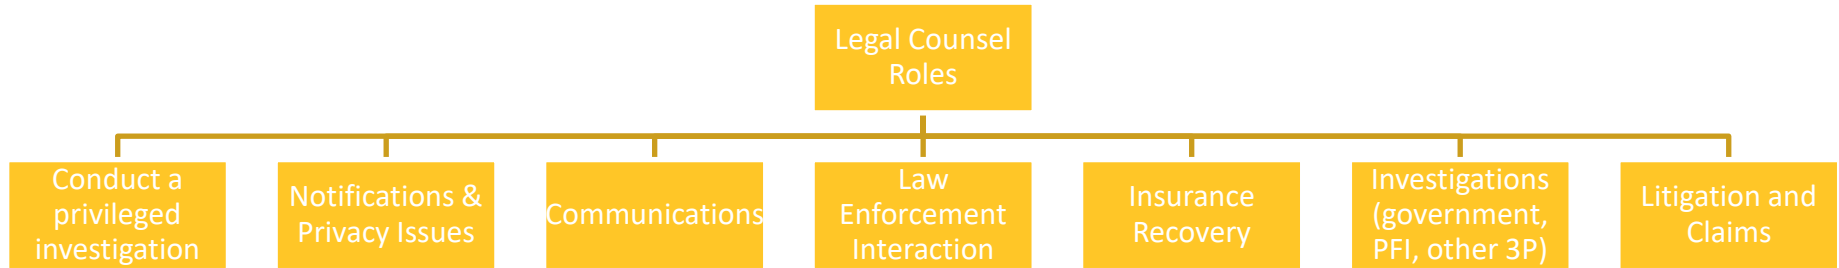 Legal Counsel
Roles
Conduct a
privileged
investigation
Notifications &
Privacy Issues
Communications
Law
Enforcement
Interaction
Insurance
Recovery
Investigations
(government,
PFI, other 3P)
Litigation and
Claims